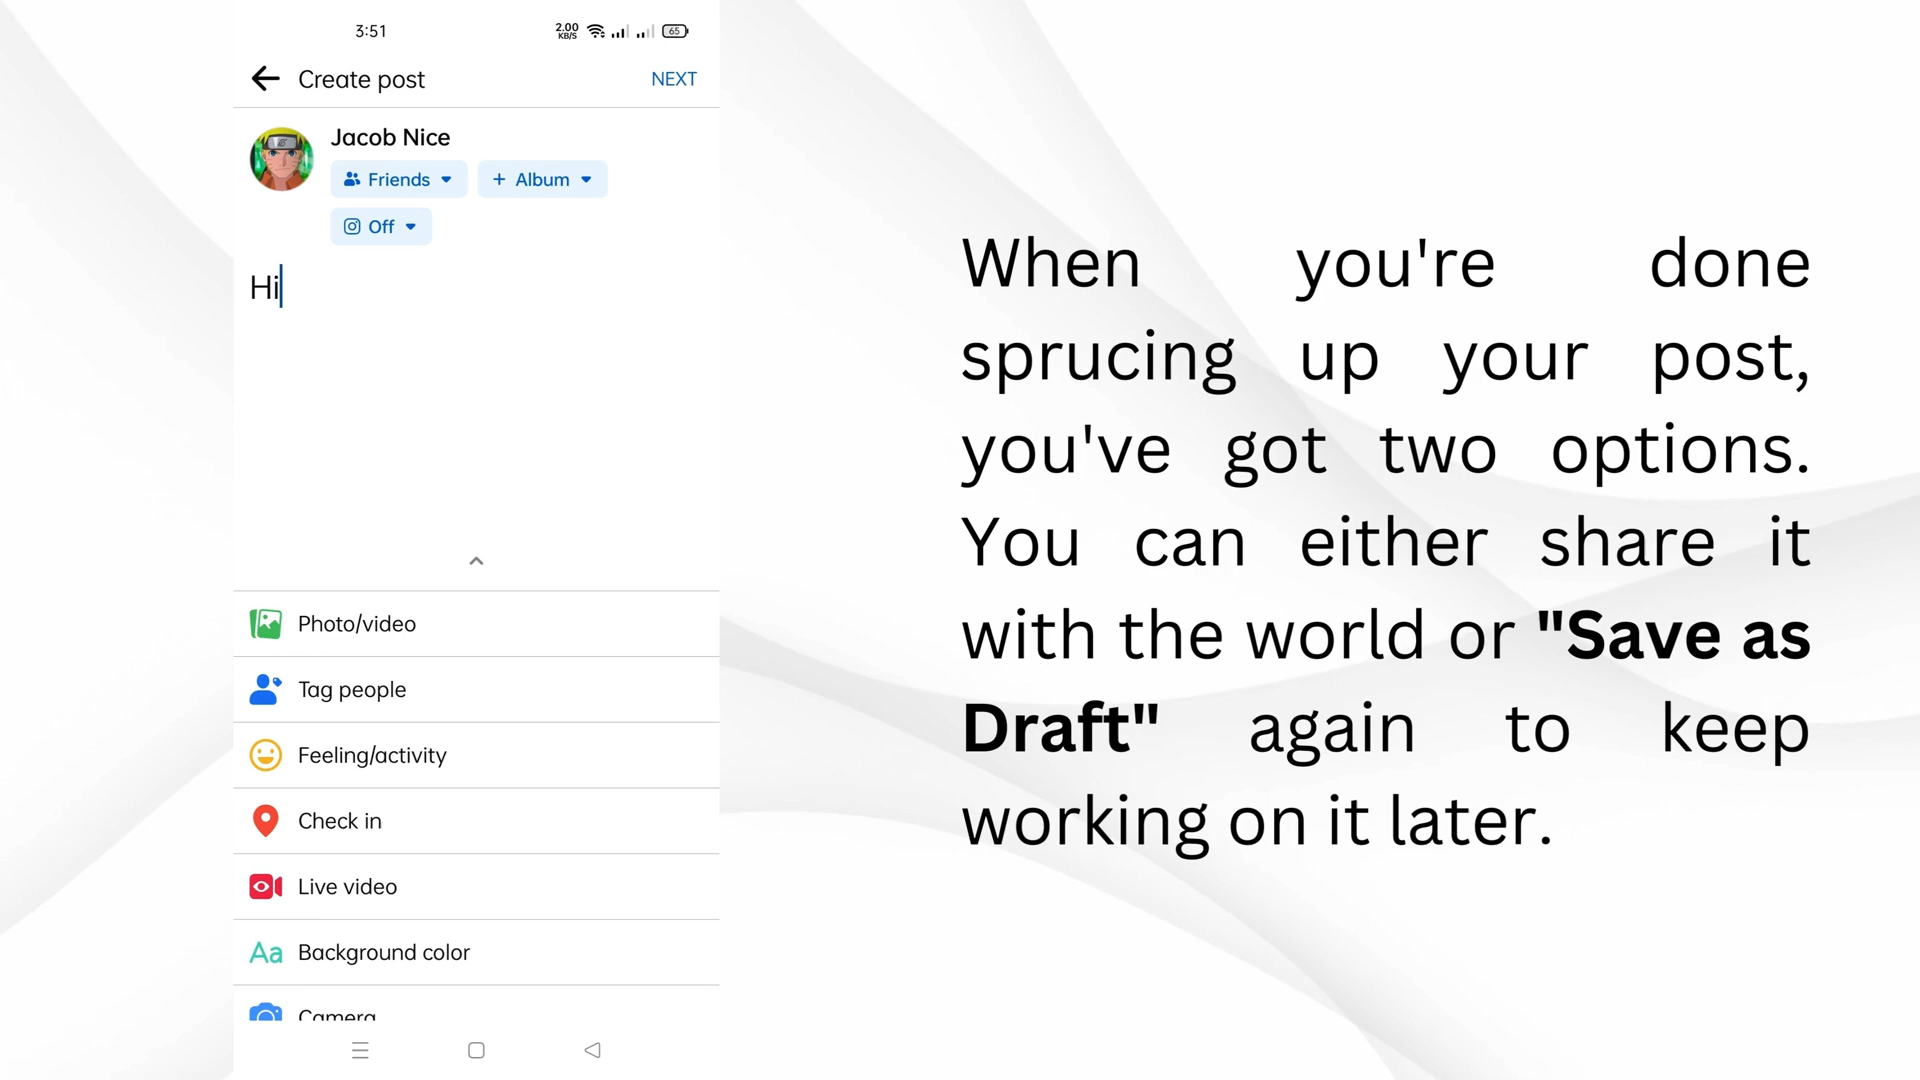 3:51
2.00
KB/S
65
Create post
NEXT
Jacob Nice
Friends
+ Album
Off
Hi
Photo/video
Tag people
Feeling/activity
Check in
Live video
Aa Background color
Camera
When you're done
sprucing up your post,
you've got two options.
You can either share it
with the world or "Save as
Draft" again to keep
working on it later.